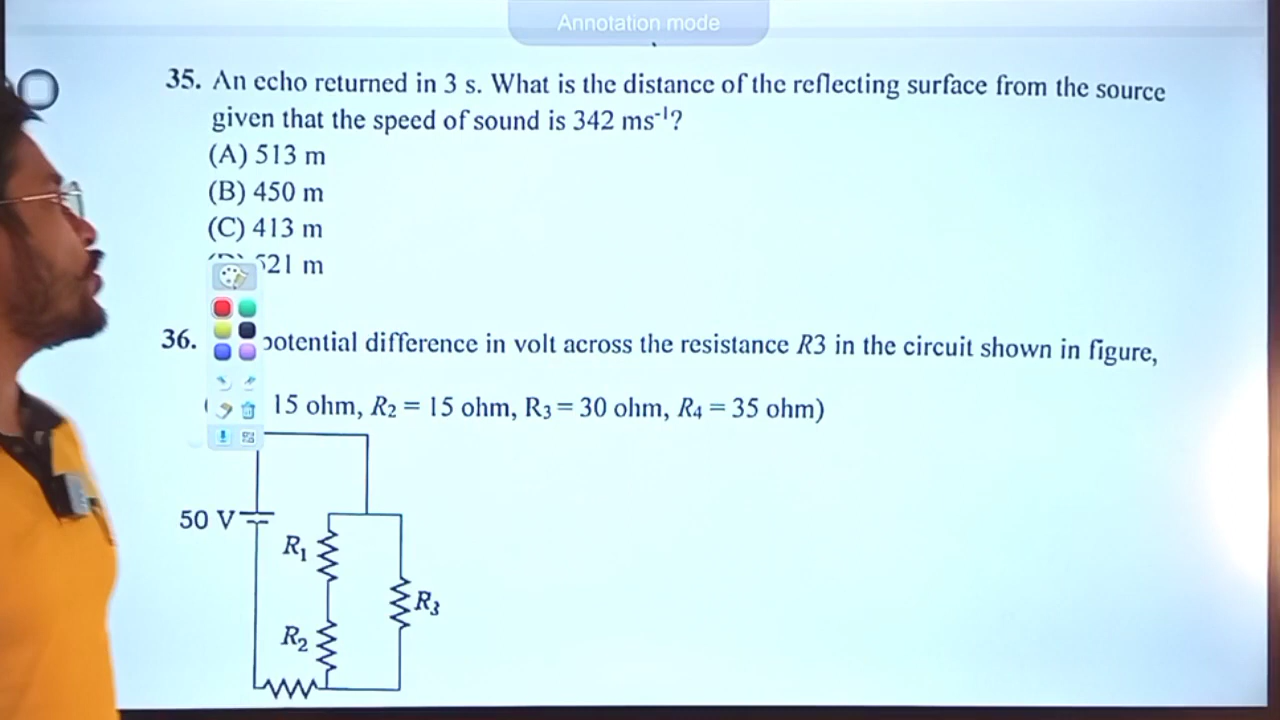 Annotation mode
35. An echo returned in 3 s. What is the distance of the reflecting surface from the source
given that the speed of sound is 342 ms⁻¹?
(A) 513 m
(B) 450 m
(C) 413 m
521 m
36. potential difference in volt across the resistance R3 in the circuit shown in figure,
15 ohm, R₂ = 15 ohm, R₃ = 30 ohm, R₄ = 35 ohm)
50 V
R₁
R₃
R₂